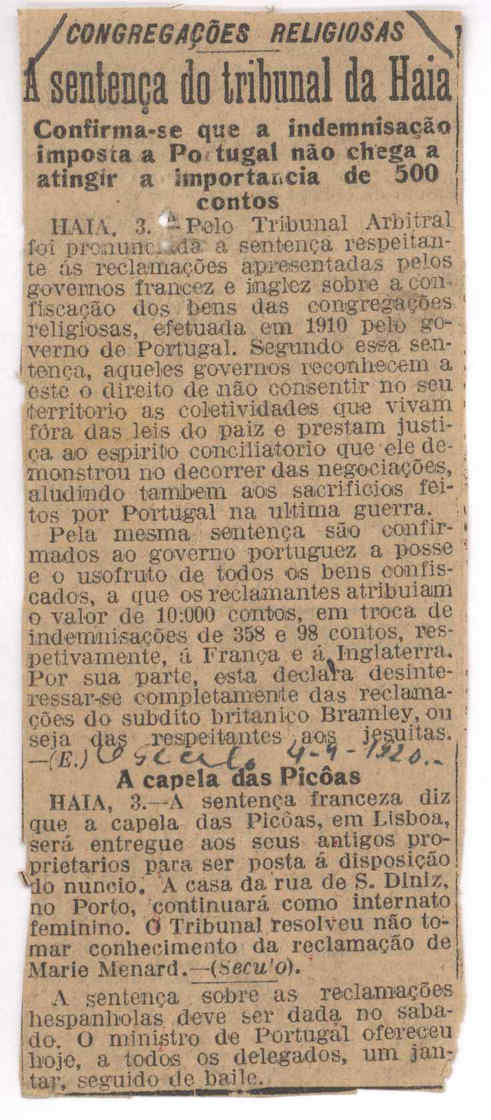 CONGREGAÇÕES RELIGIOSAS
A sentença do tribunal da Haia
Confirma-se que a indemnisação
imposta a Portugal não chega a
atingir a importancia de 500
contos
HAIA, 3.—Pelo Tribunal Arbitral
foi pronunciada a sentença respeitan-
te ás reclamações apresentadas pelos
governos francez e inglez sobre a con-
fiscação dos bens das congregações
religiosas, efetuada em 1910 pelo go-
verno de Portugal. Segundo essa sen-
tença, aqueles governos reconhecem a
este o direito de não consentir no seu
territorio as coletividades que vivam
fóra das leis do paiz e prestam justi-
ça ao espirito conciliatorio que ele de-
monstrou no decorrer das negociações,
aludindo tambem aos sacrificios fei-
tos por Portugal na ultima guerra.
Pela mesma sentença são confir-
mados ao governo portuguez a posse
e o usofruto de todos os bens confis-
cados, a que os reclamantes atribuiam
o valor de 10:000 contos, em troca de
indemnisações de 358 e 98 contos, res-
petivamente, á França e á Inglaterra.
Por sua parte, esta declara desinte-
ressar-se completamente das reclama-
ções do subdito britanico Bramley, ou
seja das respeitantes aos jesuitas.
—(E.) O Seculo 4-9-1920..
A capela das Picôas
HAIA, 3.—A sentença franceza diz
que a capela das Picôas, em Lisboa,
será entregue aos seus antigos pro-
prietarios para ser posta á disposição
do nuncio. A casa da rua de S. Diniz,
no Porto, continuará como internato
feminino. O Tribunal resolveu não to-
mar conhecimento da reclamação de
Marie Menard.—(Secu'o).
A sentença sobre as reclamações
hespanholas deve ser dada no saba-
do. O ministro de Portugal ofereceu
hoje, a todos os delegados, um jan-
tar, seguido de baile.